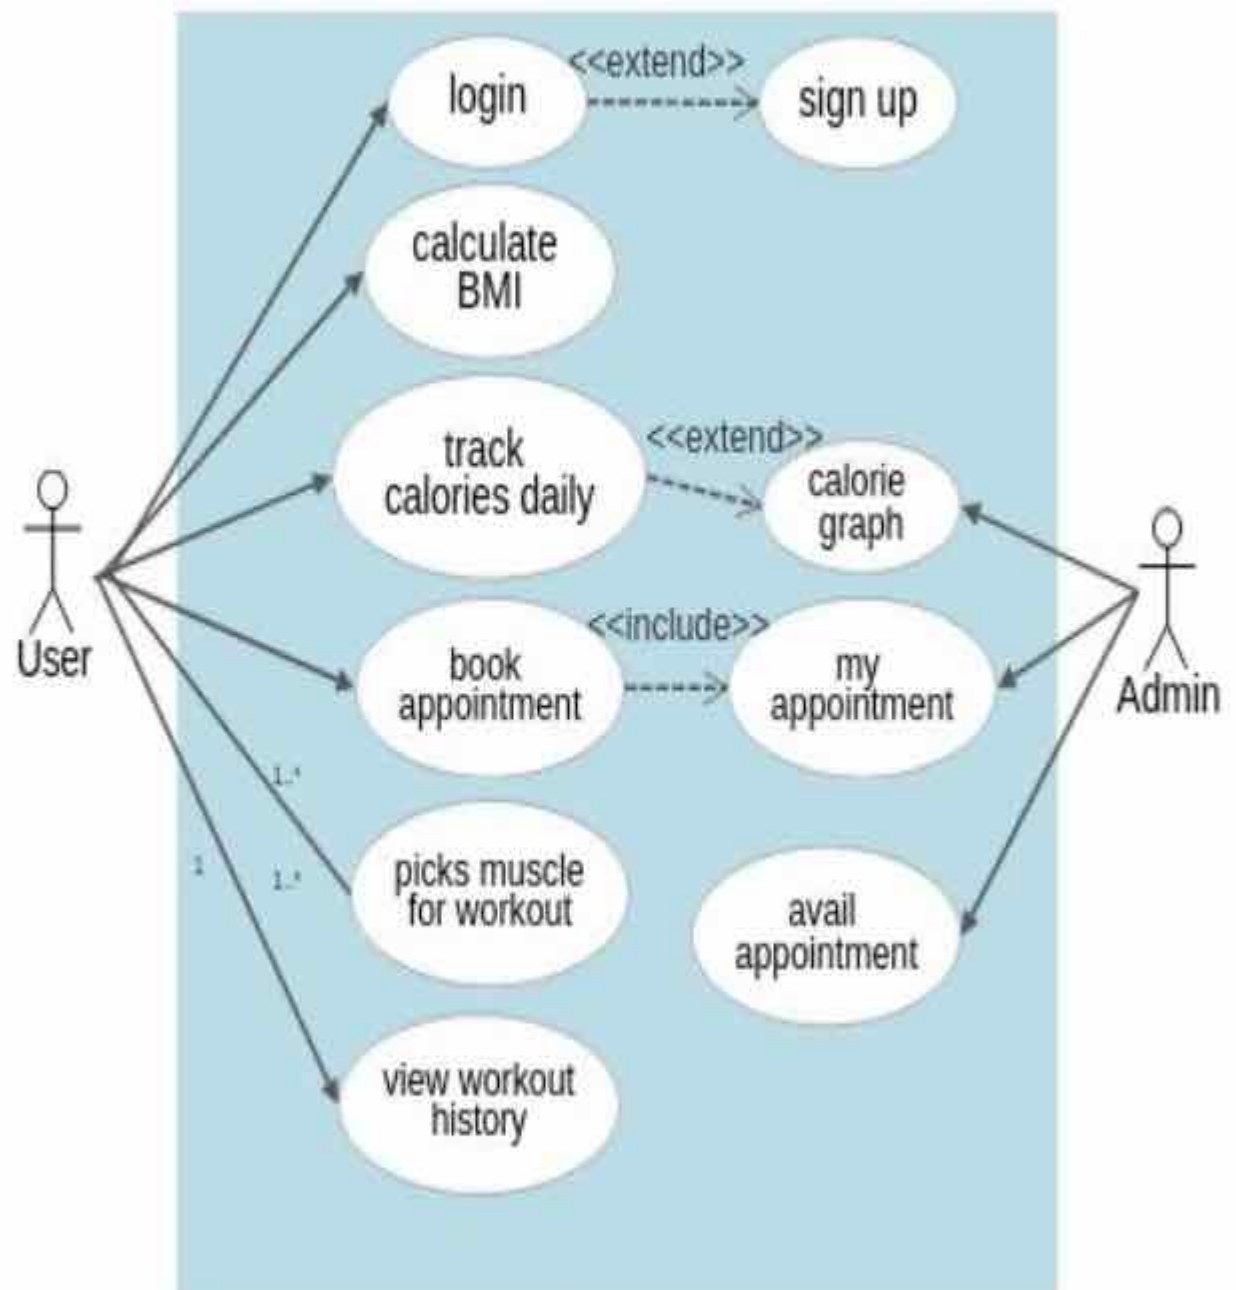 login
<<extend>>
sign up
calculate
BMI
track
calories daily
<<extend>>
calorie
graph
User
book
appointment
<<include>>
my
appointment
Admin
1..*
1
1..*
picks muscle
for workout
avail
appointment
view workout
history